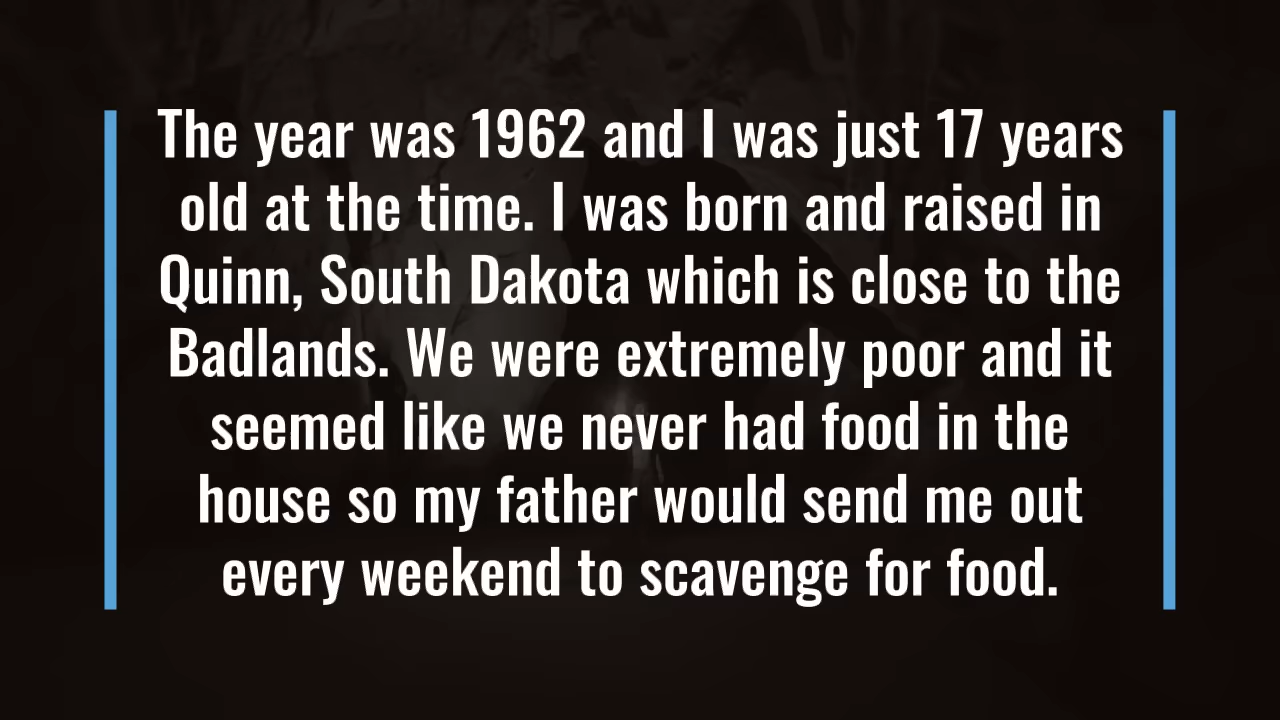 The year was 1962 and I was just 17 years
old at the time. I was born and raised in
Quinn, South Dakota which is close to the
Badlands. We were extremely poor and it
seemed like we never had food in the
house so my father would send me out
every weekend to scavenge for food.